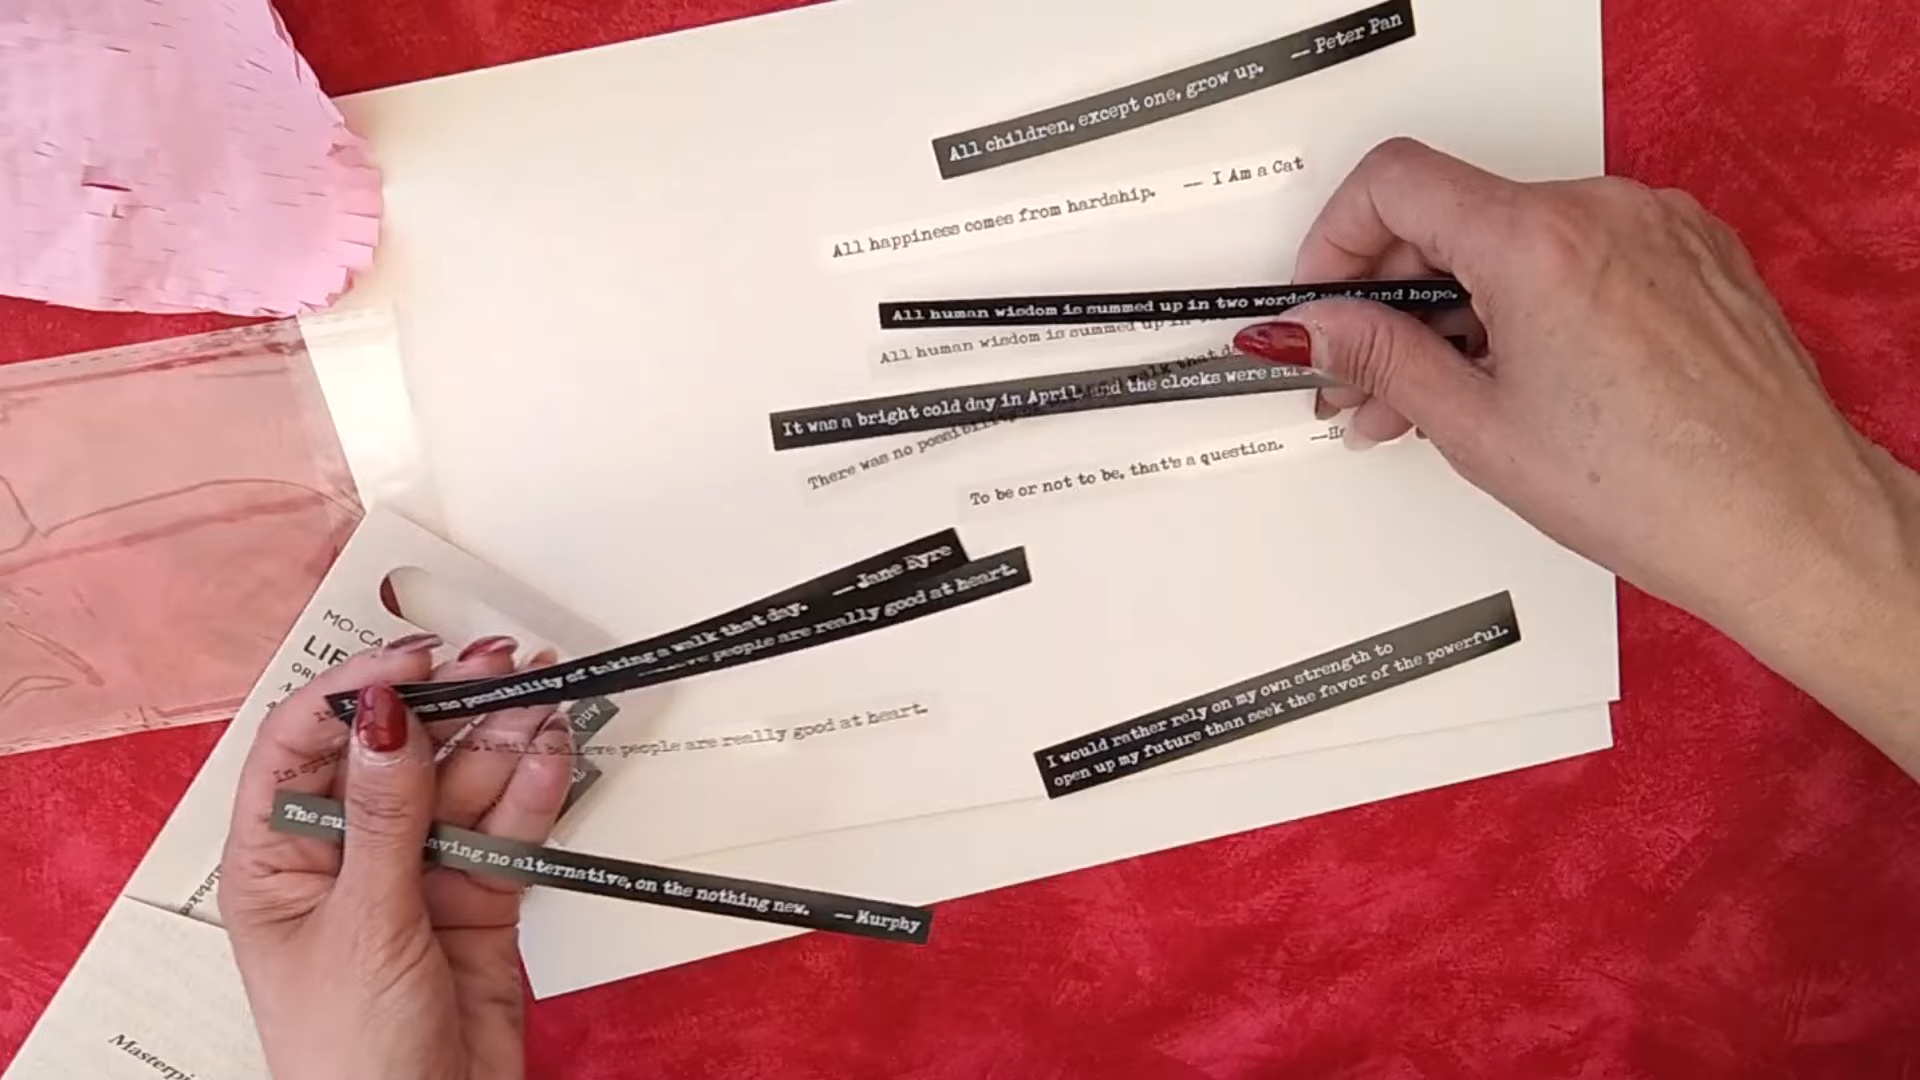 All children, except one, grow up. — Peter Pan
All happiness comes from hardship. — I Am a Cat
All human wisdom is summed up in two words? wait and hope.
All human wisdom is summed up in
It was a bright cold day in April, and the clocks were
There was no walk that
To be or not to be, that's a question. —
no possibility of taking a walk that day. — Jane Eyre
people are really good at heart.
I still believe people are really good at heart.
I would rather rely on my own strength to
open up my future than seek the favor of the powerful.
The
having no alternative, on the nothing new. — Murphy
And
MO·CA